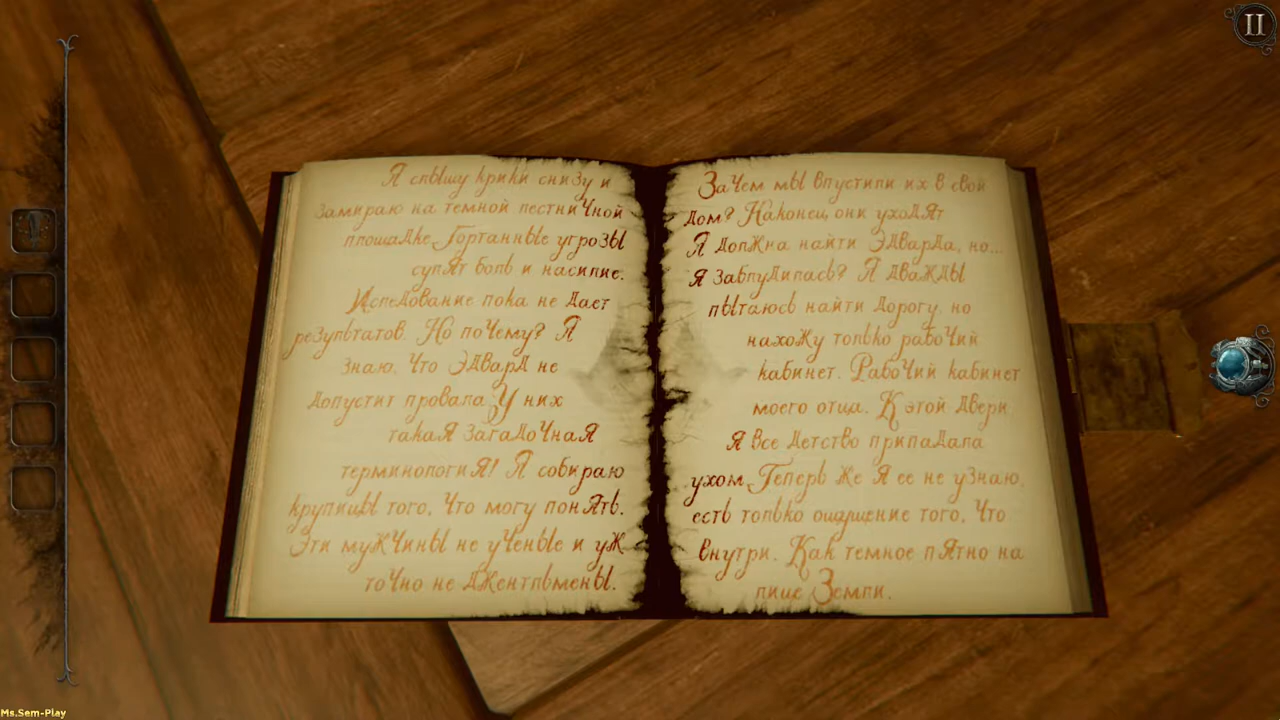 Я слышу крики снизу и
замираю на темной лестничной
площадке. Гортанные угрозы
сулят боль и насилие.
Исследование пока не дает
результатов. Но почему? Я
знаю, что Эдвард не
допустит провала. У них
такая загадочная
терминология! Я собираю
крупицы того, что могу понять.
Эти мужчины не ученые и уж
точно не джентльмены.
Зачем мы впустили их в свой
дом? Наконец они уходят
Я должна найти Эдварда, но...
я заблудилась? Я дважды
пытаюсь найти дорогу, но
нахожу только рабочий
кабинет. Рабочий кабинет
моего отца. К этой двери
я все детство припадала
ухом. Теперь же я ее не узнаю,
есть только ощущение того, что
внутри. Как темное пятно на
лице Земли.
II
Ms.Sem-Play